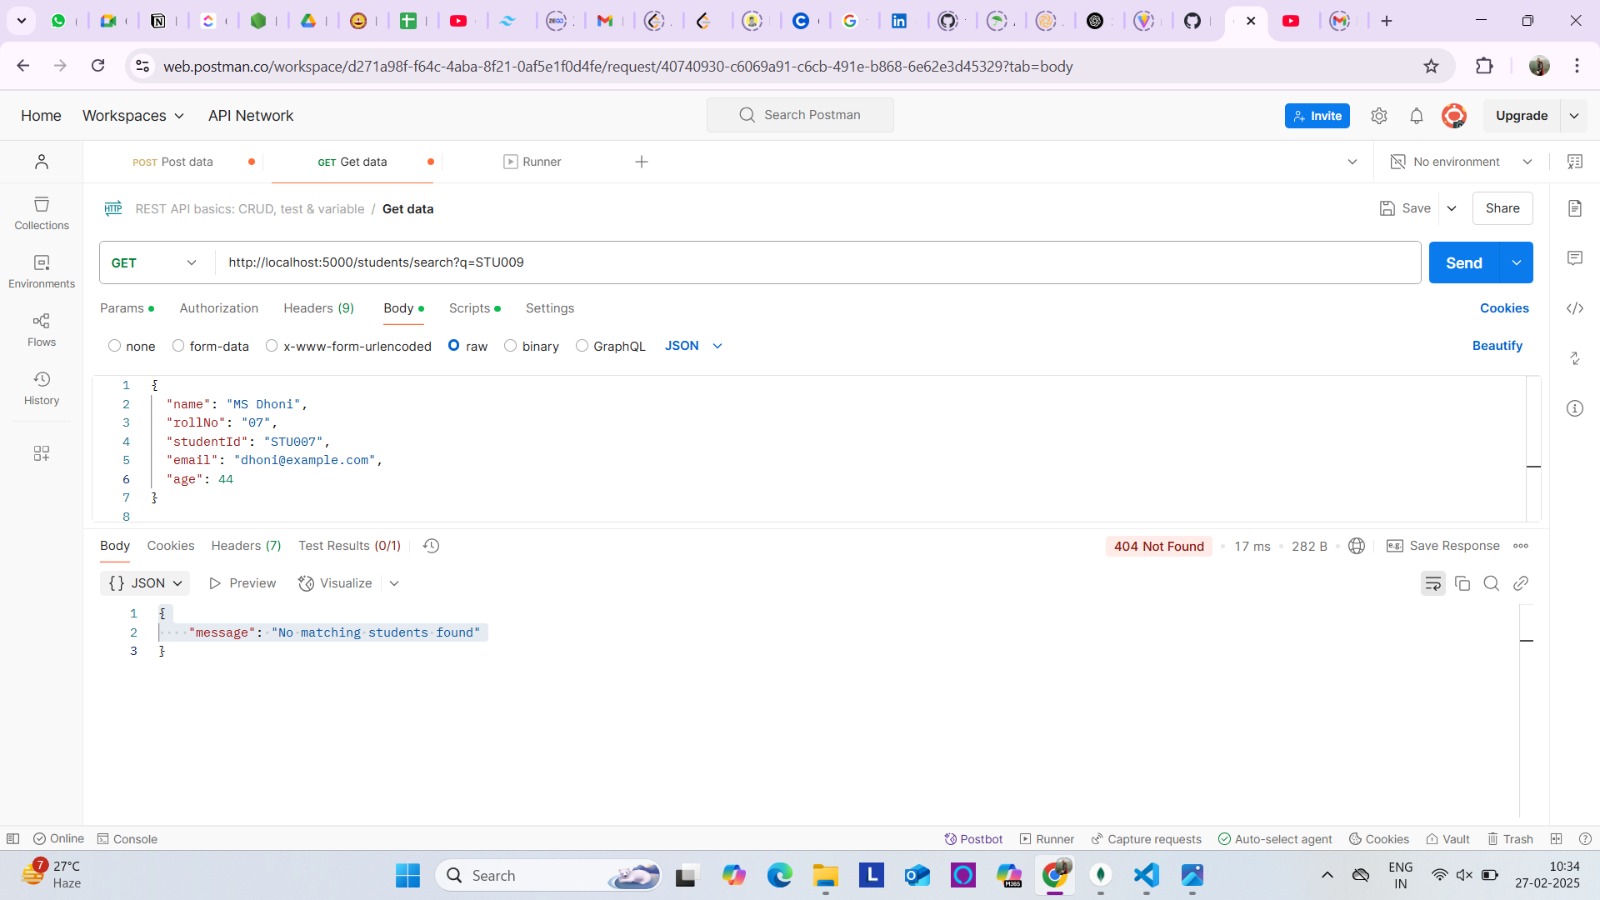 web.postman.co/workspace/d271a98f-f64c-4aba-8f21-0af5e1f0d4fe/request/40740930-c6069a91-c6cb-491e-b868-6e62e3d45329?tab=body
Home Workspaces API Network Search Postman Invite Upgrade
POST Post data GET Get data Runner No environment
HTTP REST API basics: CRUD, test & variable / Get data Save Share
GET http://localhost:5000/students/search?q=STU009 Send
Params Authorization Headers (9) Body Scripts Settings Cookies
none form-data x-www-form-urlencoded raw binary GraphQL JSON Beautify
Collections
Environments
Flows
History
1 {
2 "name": "MS Dhoni",
3 "rollNo": "07",
4 "studentId": "STU007",
5 "email": "dhoni@example.com",
6 "age": 44
7 }
8
Body Cookies Headers (7) Test Results (0/1) 404 Not Found • 17 ms • 282 B • e.g. Save Response
{} JSON Preview Visualize
1 {
2 "message": "No matching students found"
3 }
Online Console Postbot Runner Capture requests Auto-select agent Cookies Vault Trash
7 27°C
Haze
Search
L
M365
ENG
IN
10:34
27-02-2025